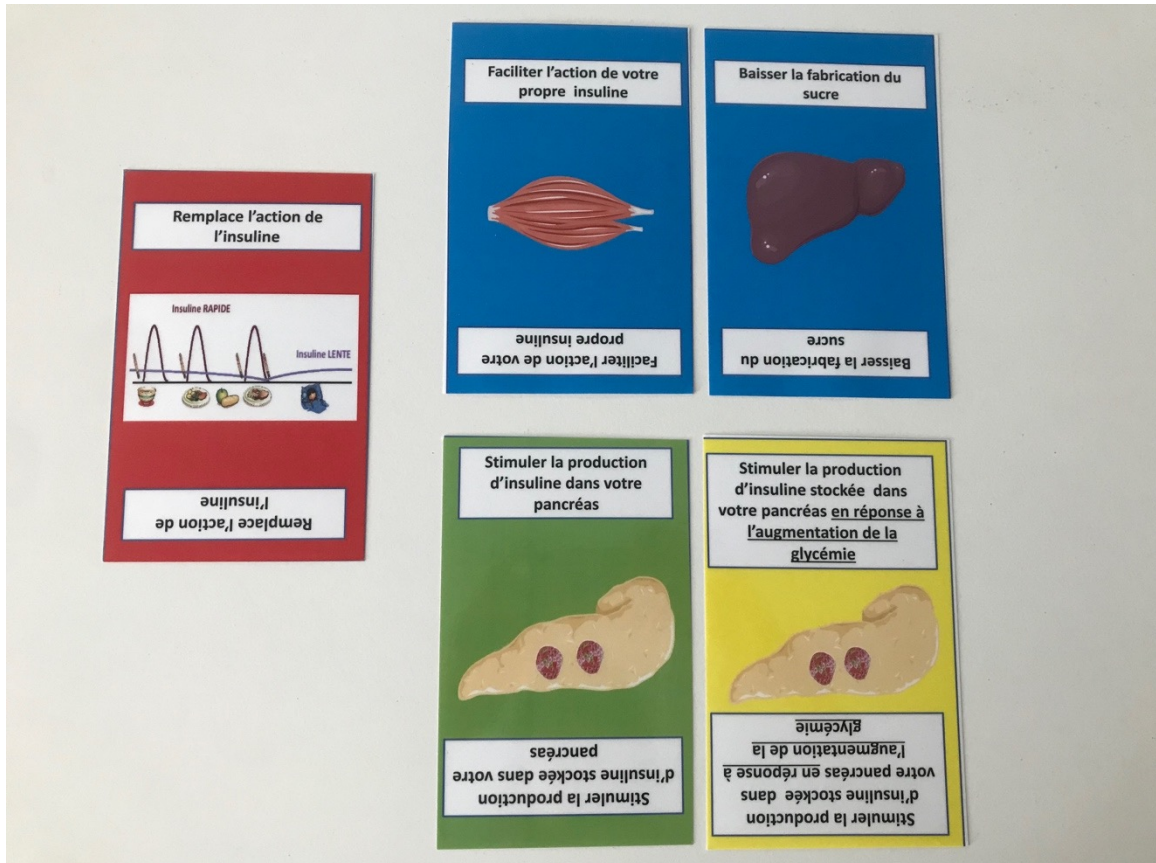 Remplace l'action de
l'insuline
Insuline RAPIDE
Insuline LENTE
Remplace l'action de
l'insuline
Faciliter l'action de votre
propre insuline
Faciliter l'action de votre
propre insuline
Baisser la fabrication du
sucre
Baisser la fabrication du
sucre
Stimuler la production
d'insuline dans votre
pancréas
Stimuler la production
d'insuline stockée dans votre
pancréas
Stimuler la production
d'insuline stockée dans
votre pancréas en réponse à
l'augmentation de la
glycémie
Stimuler la production
d'insuline stockée dans
votre pancréas en réponse à
l'augmentation de la
glycémie